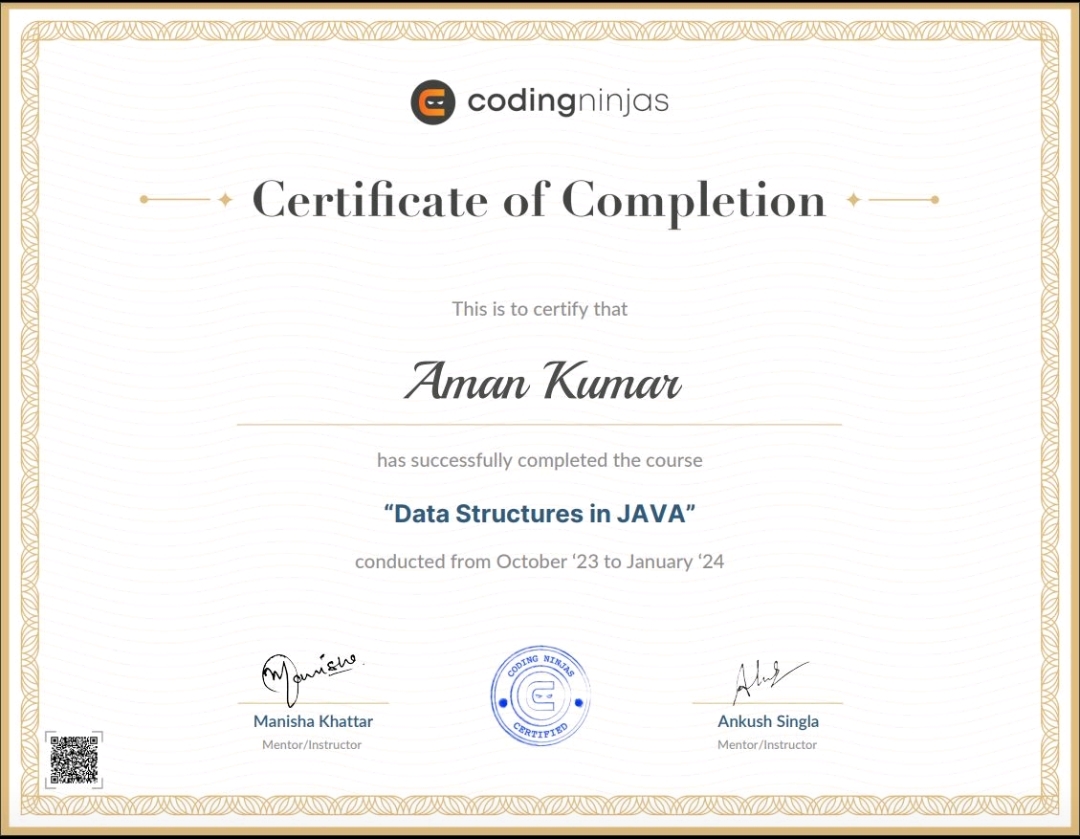 codingninjas
Certificate of Completion
This is to certify that
Aman Kumar
has successfully completed the course
“Data Structures in JAVA”
conducted from October ‘23 to January ‘24
Manisha
CODING NINJAS
CERTIFIED
Manisha Khattar
Mentor/Instructor
Ankush Singla
Mentor/Instructor